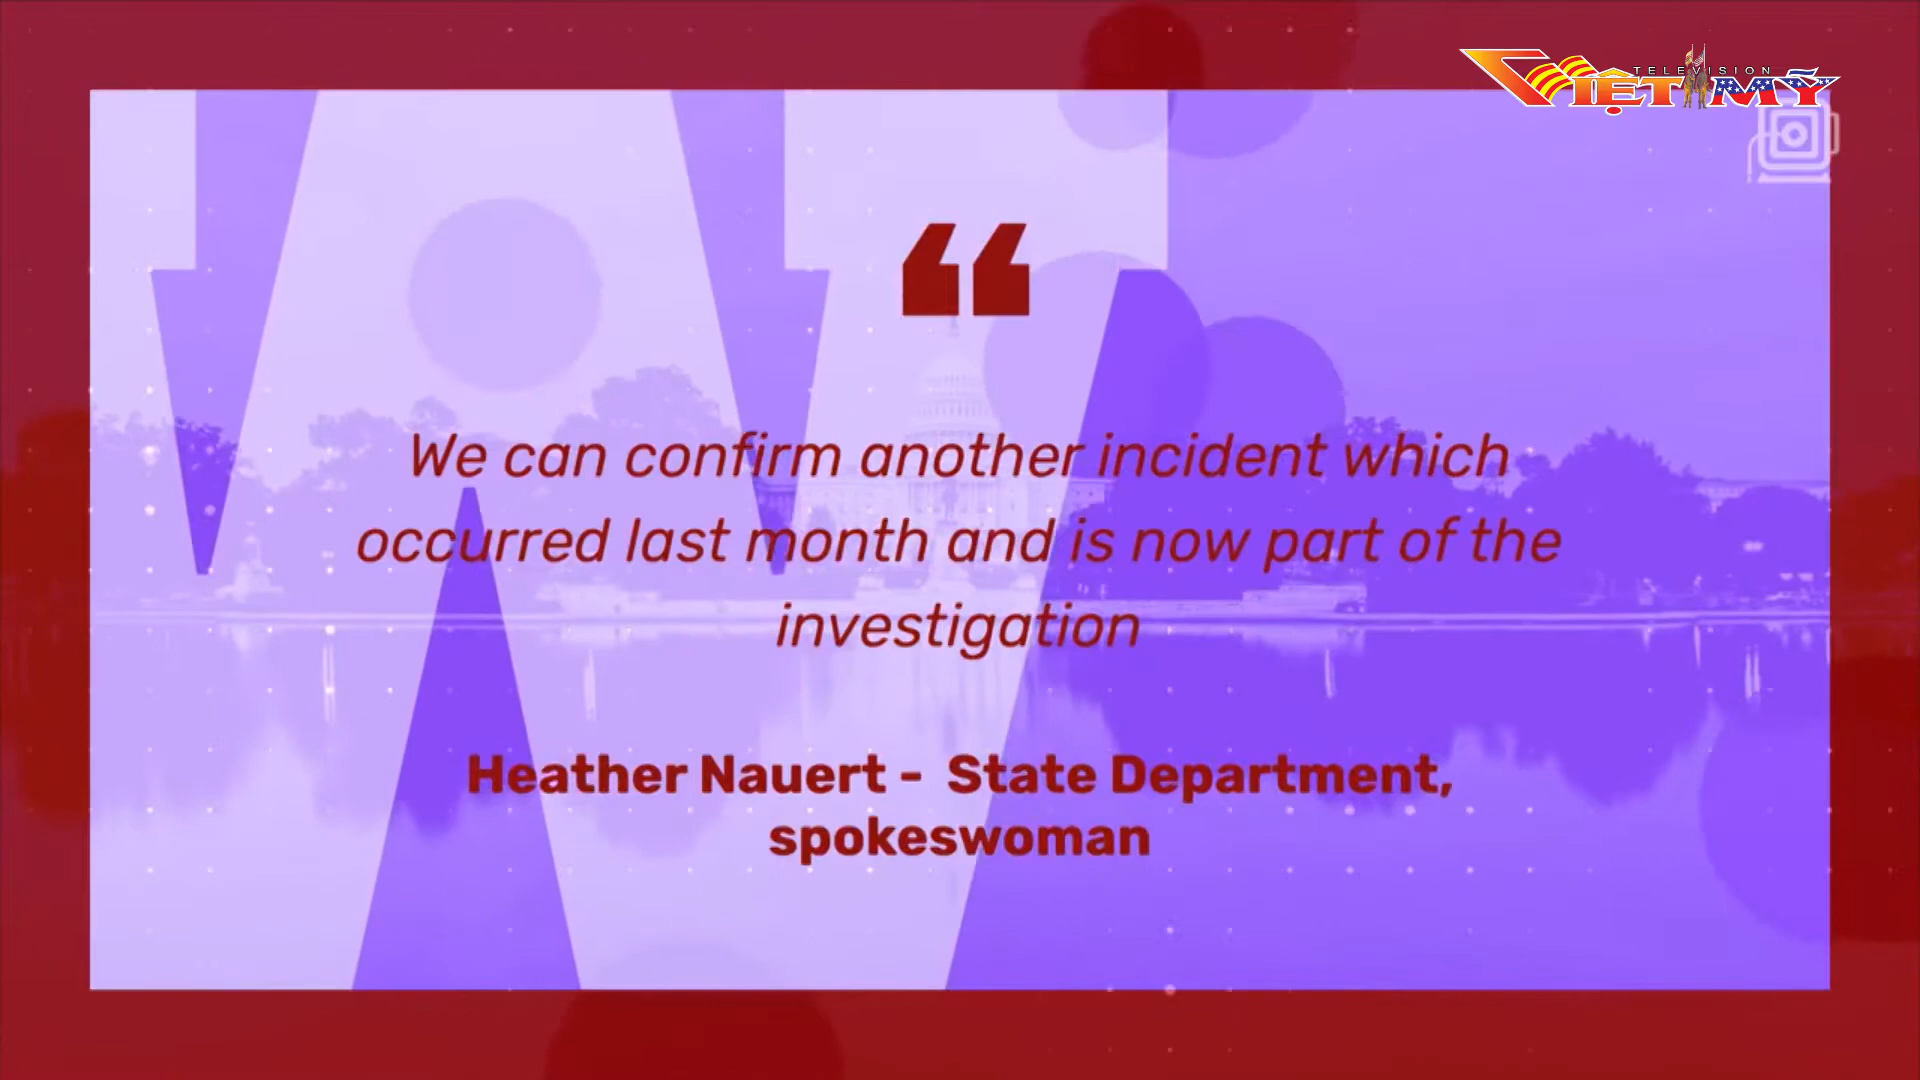 TELEVISION
VIỆT MỸ
“
We can confirm another incident which
occurred last month and is now part of the
investigation
Heather Nauert - State Department,
spokeswoman